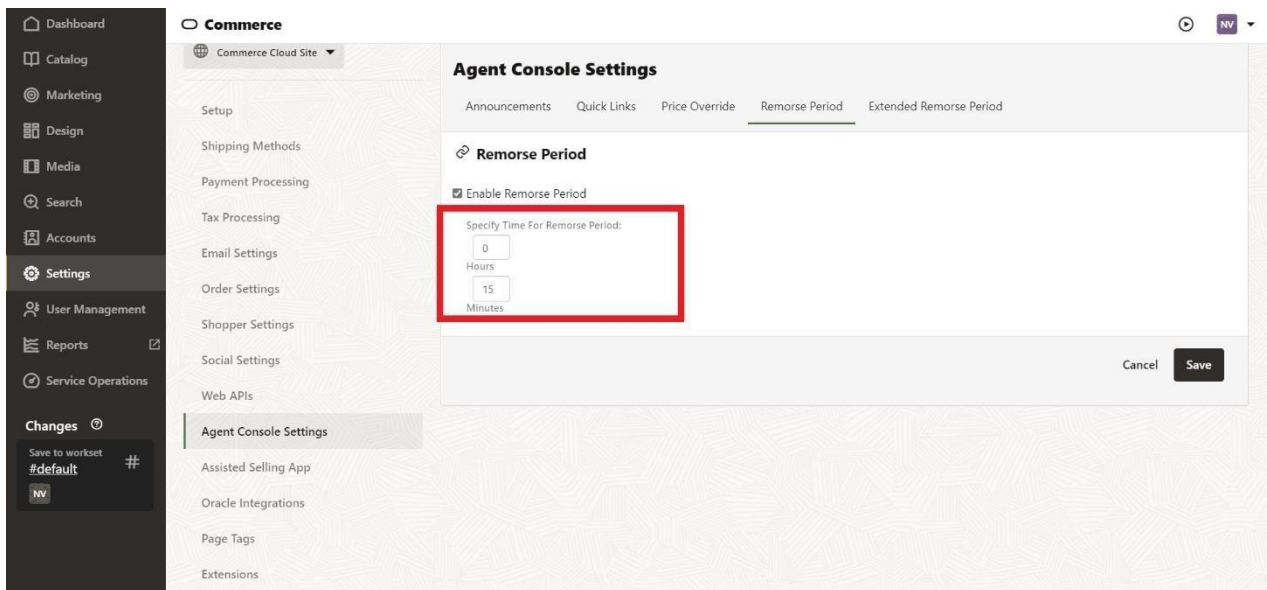 Commerce
NV
Dashboard
Catalog
Marketing
Design
Media
Search
Accounts
Settings
User Management
Reports
Service Operations
Changes
Save to workset
#default
#
NV
Commerce Cloud Site
Setup
Shipping Methods
Payment Processing
Tax Processing
Email Settings
Order Settings
Shopper Settings
Social Settings
Web APIs
Agent Console Settings
Assisted Selling App
Oracle Integrations
Page Tags
Extensions
Agent Console Settings
Announcements Quick Links Price Override Remorse Period Extended Remorse Period
Remorse Period
Enable Remorse Period
Specify Time For Remorse Period:
0
Hours
15
Minutes
Cancel Save